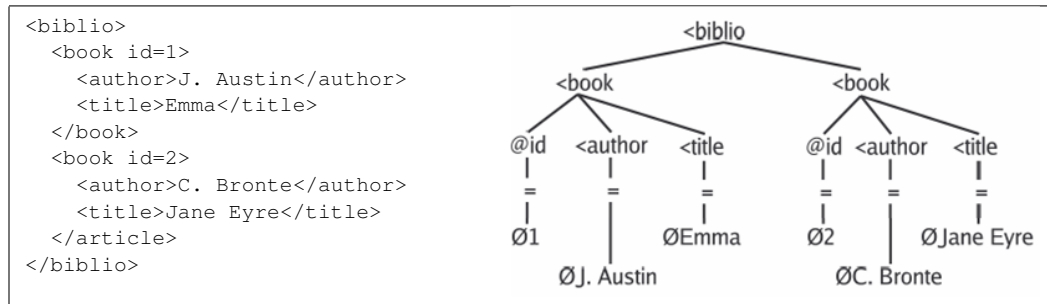 <biblio>
<book id=1>
<author>J. Austin</author>
<title>Emma</title>
</book>
<book id=2>
<author>C. Bronte</author>
<title>Jane Eyre</title>
</article>
</biblio>
<biblio
<book <book
@id <author <title @id <author <title
= = = = = =
Ø1 ØEmma Ø2 ØJane Eyre
ØJ. Austin ØC. Bronte